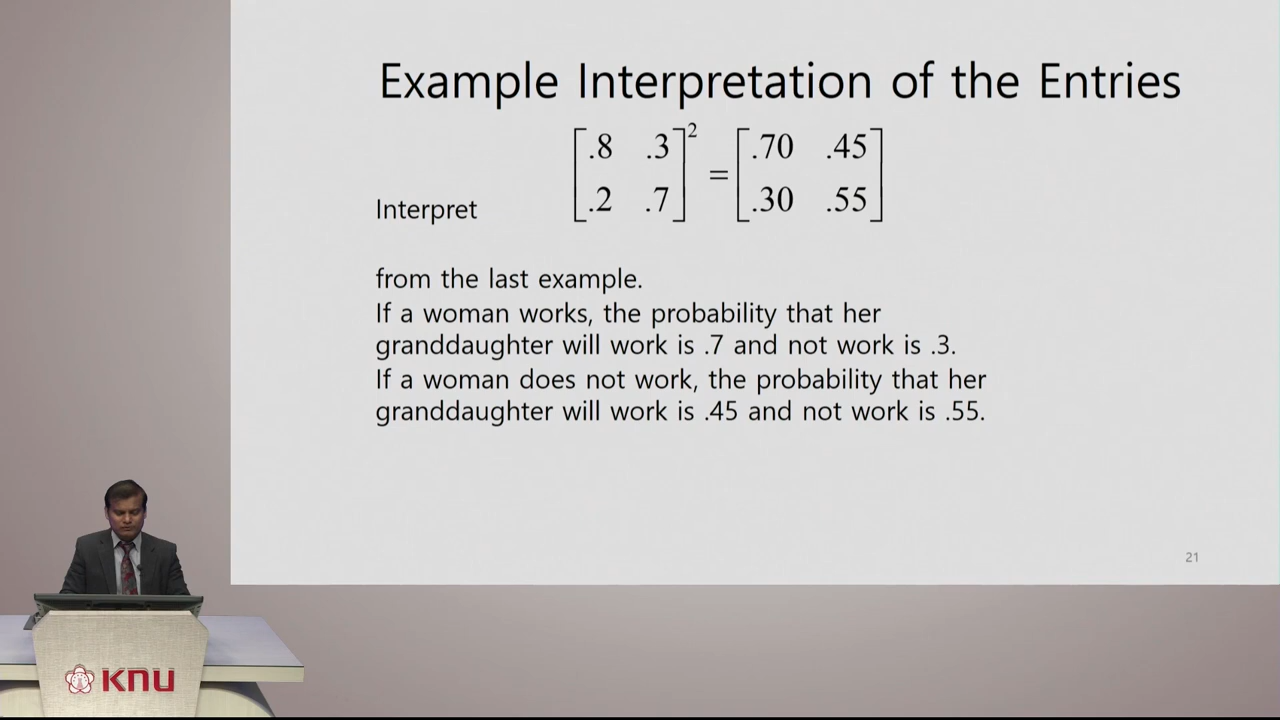 Example Interpretation of the Entries
Interpret [.8 .3 .2 .7]² = [.70 .45 .30 .55]
from the last example.
If a woman works, the probability that her
granddaughter will work is .7 and not work is .3.
If a woman does not work, the probability that her
granddaughter will work is .45 and not work is .55.
21
KNU